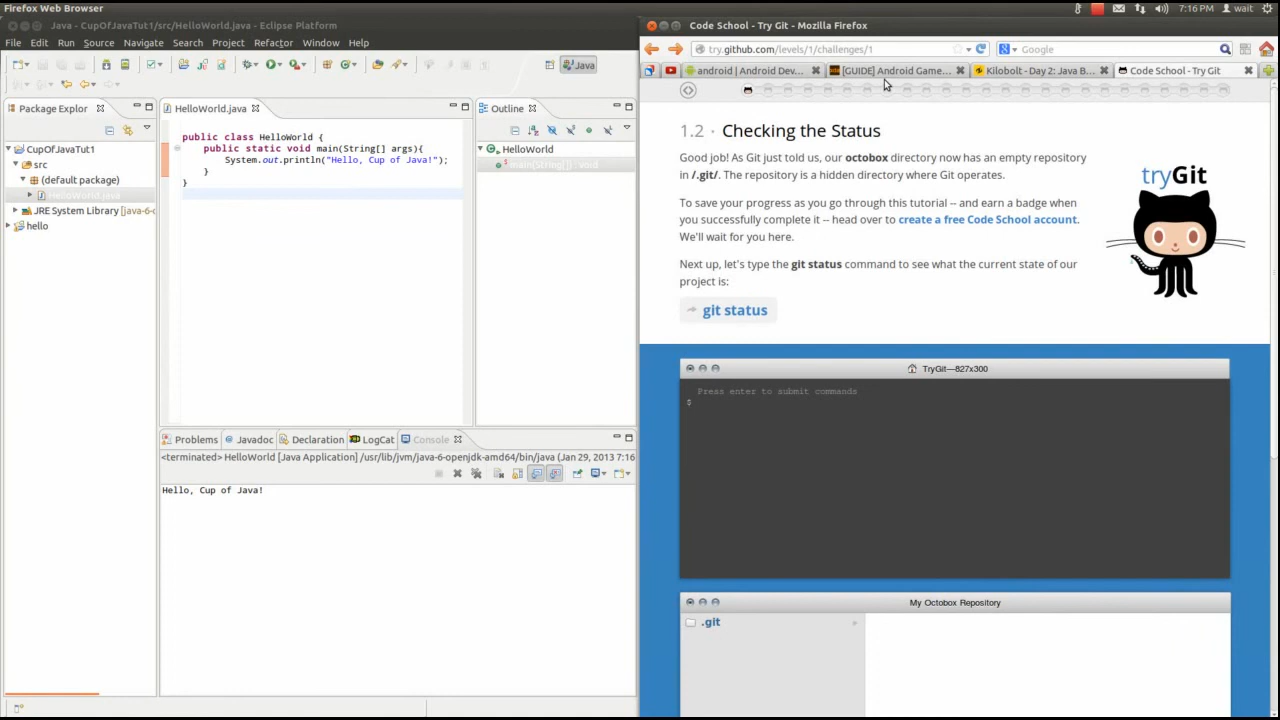 Firefox Web Browser
7:16 PM
wait
Java - CupOfJavaTut1/src/HelloWorld.java - Eclipse Platform
File Edit Run Source Navigate Search Project Refactor Window Help
Java
Package Explor
CupOfJavaTut1
src
(default package)
HelloWorld.java
JRE System Library [java-6-o
hello
HelloWorld.java
public class HelloWorld {
public static void main(String[] args){
System.out.println("Hello, Cup of Java!");
}
}
Outline
HelloWorld
main(String[]) : void
Problems Javadoc Declaration LogCat Console
<terminated> HelloWorld [Java Application] /usr/lib/jvm/java-6-openjdk-amd64/bin/java (Jan 29, 2013 7:16
Hello, Cup of Java!
Code School - Try Git - Mozilla Firefox
try.github.com/levels/1/challenges/1
Google
android | Android Dev...
[GUIDE] Android Game...
Kilobolt - Day 2: Java B...
Code School - Try Git
1.2 · Checking the Status
Good job! As Git just told us, our octobox directory now has an empty repository
in /.git/. The repository is a hidden directory where Git operates.
To save your progress as you go through this tutorial -- and earn a badge when
you successfully complete it -- head over to create a free Code School account.
We'll wait for you here.
Next up, let's type the git status command to see what the current state of our
project is:
git status
tryGit
TryGit—827x300
Press enter to submit commands
$
My Octobox Repository
.git